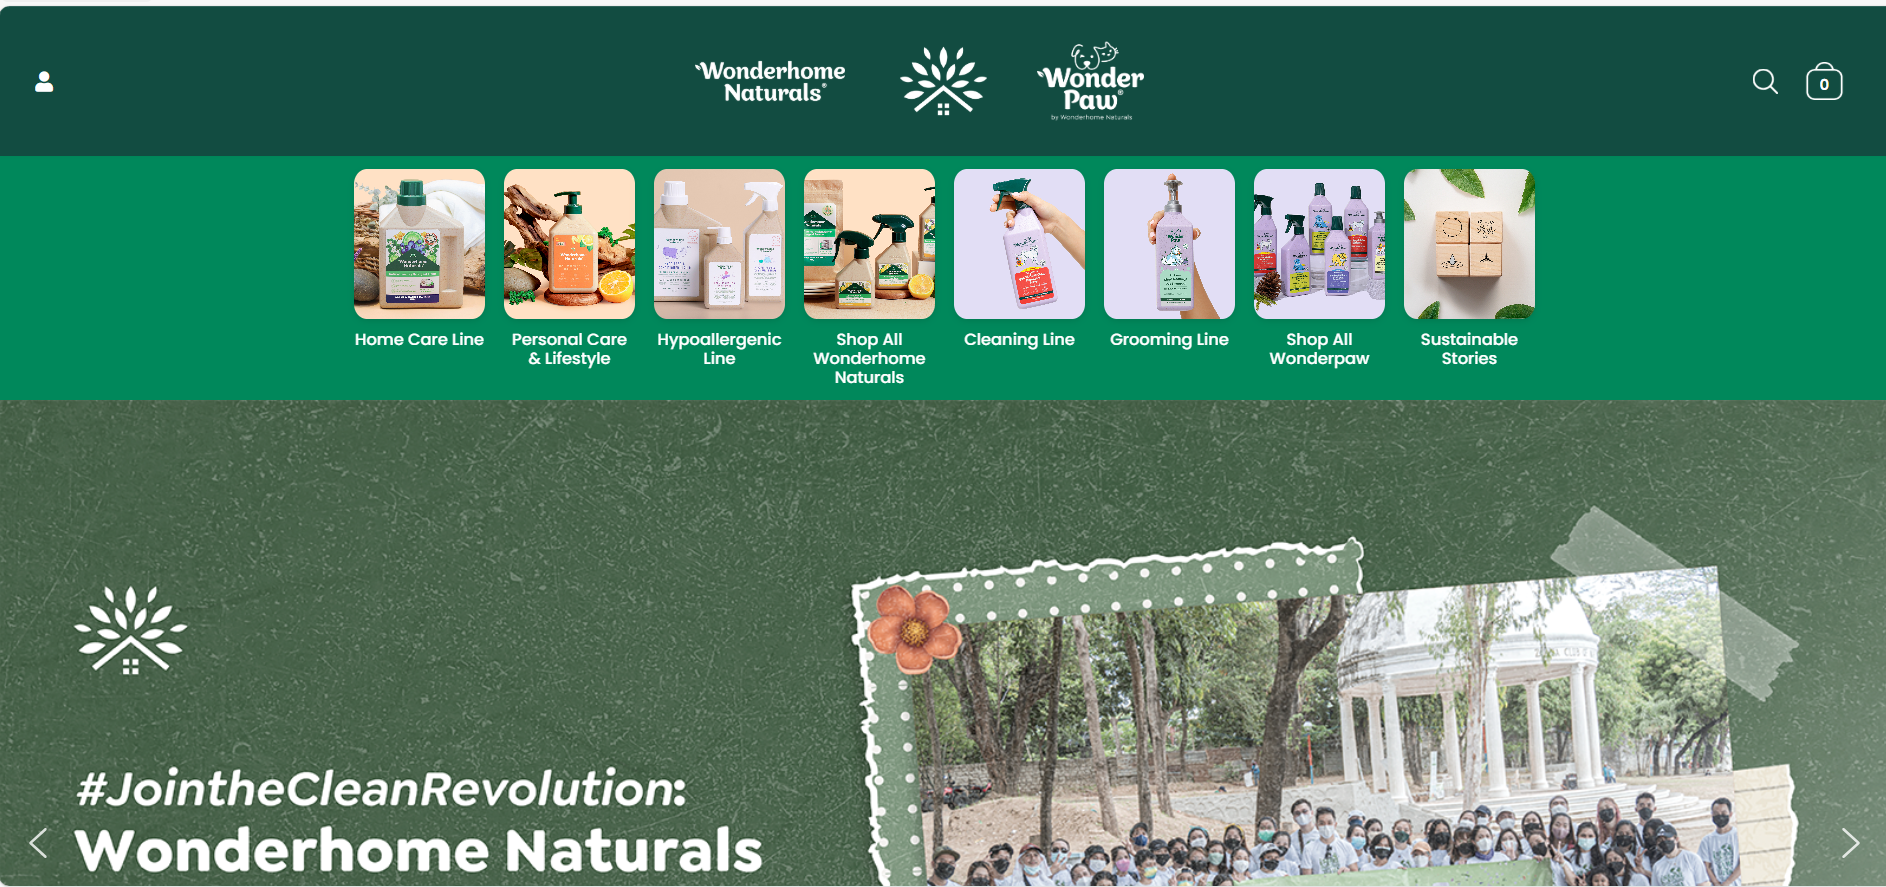 Wonderhome
Naturals®
Wonder
Paw®
by Wonderhome Naturals
0
Home Care Line
Personal Care
& Lifestyle
Hypoallergenic
Line
Shop All
Wonderhome
Naturals
Cleaning Line
Grooming Line
Shop All
Wonderpaw
Sustainable
Stories
#JointheCleanRevolution:
Wonderhome Naturals